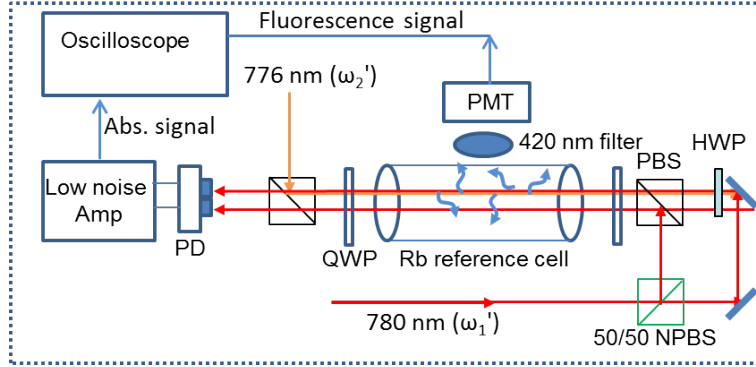 Fluorescence signal
Oscilloscope
776 nm (ω₂')
PMT
Abs. signal
420 nm filter
HWP
PBS
Low noise
Amp
PD
QWP
Rb reference cell
780 nm (ω₁')
50/50 NPBS